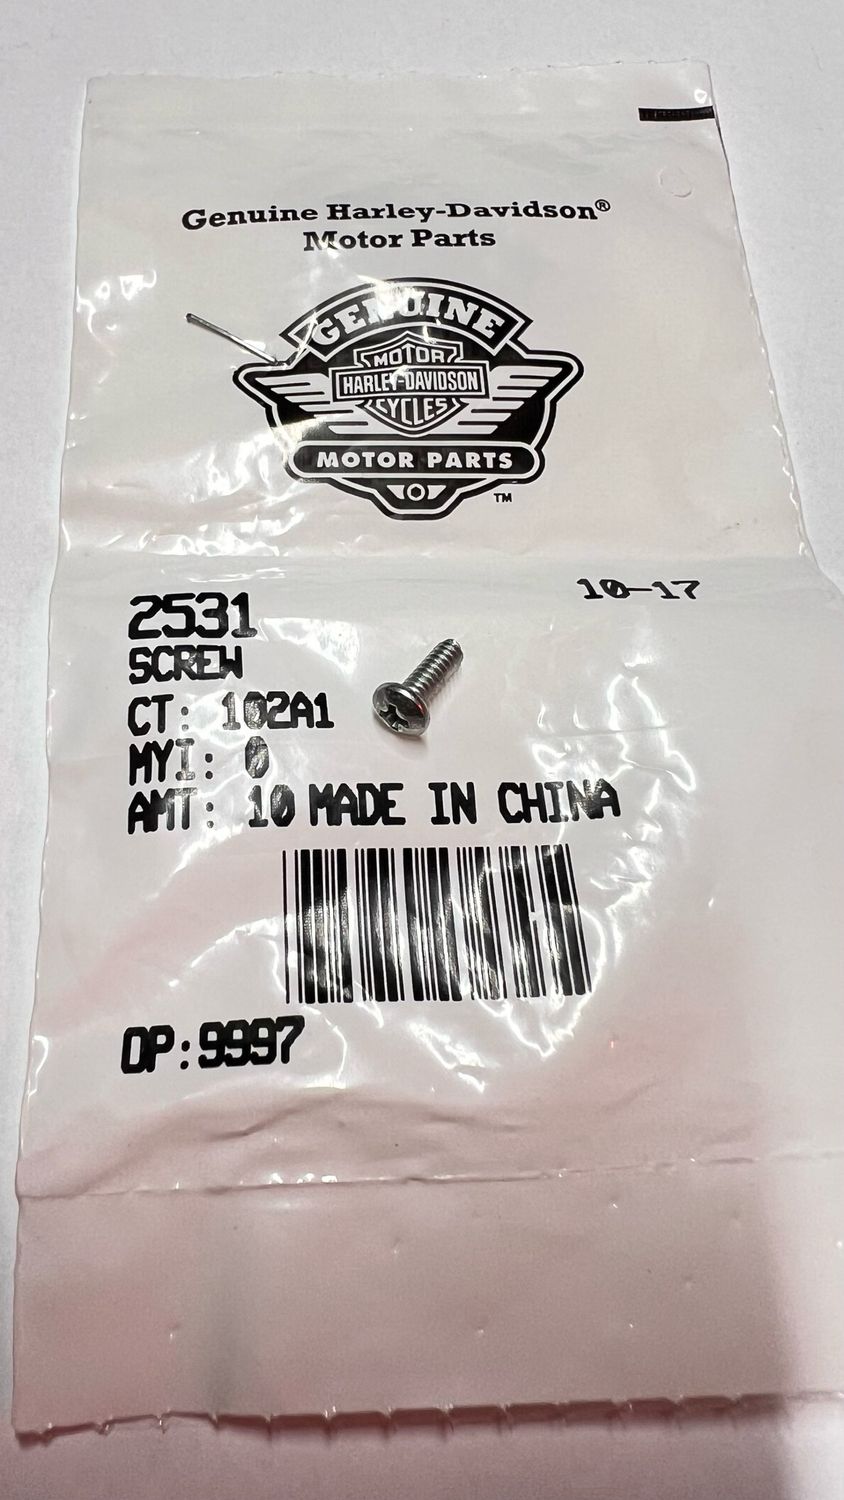 Genuine Harley-Davidson®
Motor Parts
GENUINE
MOTOR
HARLEY-DAVIDSON
CYCLES
MOTOR PARTS
TM
10-17
2531
SCREW
CT: 102A1
MYI: 0
AMT: 10 MADE IN CHINA
OP:9997